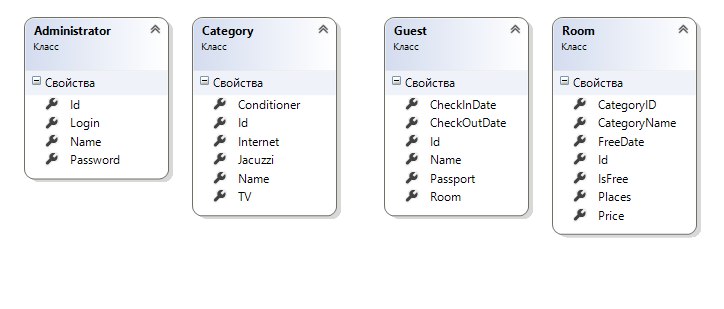 Administrator
Класс
Свойства
Id
Login
Name
Password
Category
Класс
Свойства
Conditioner
Id
Internet
Jacuzzi
Name
TV
Guest
Класс
Свойства
CheckInDate
CheckOutDate
Id
Name
Passport
Room
Room
Класс
Свойства
CategoryID
CategoryName
FreeDate
Id
IsFree
Places
Price